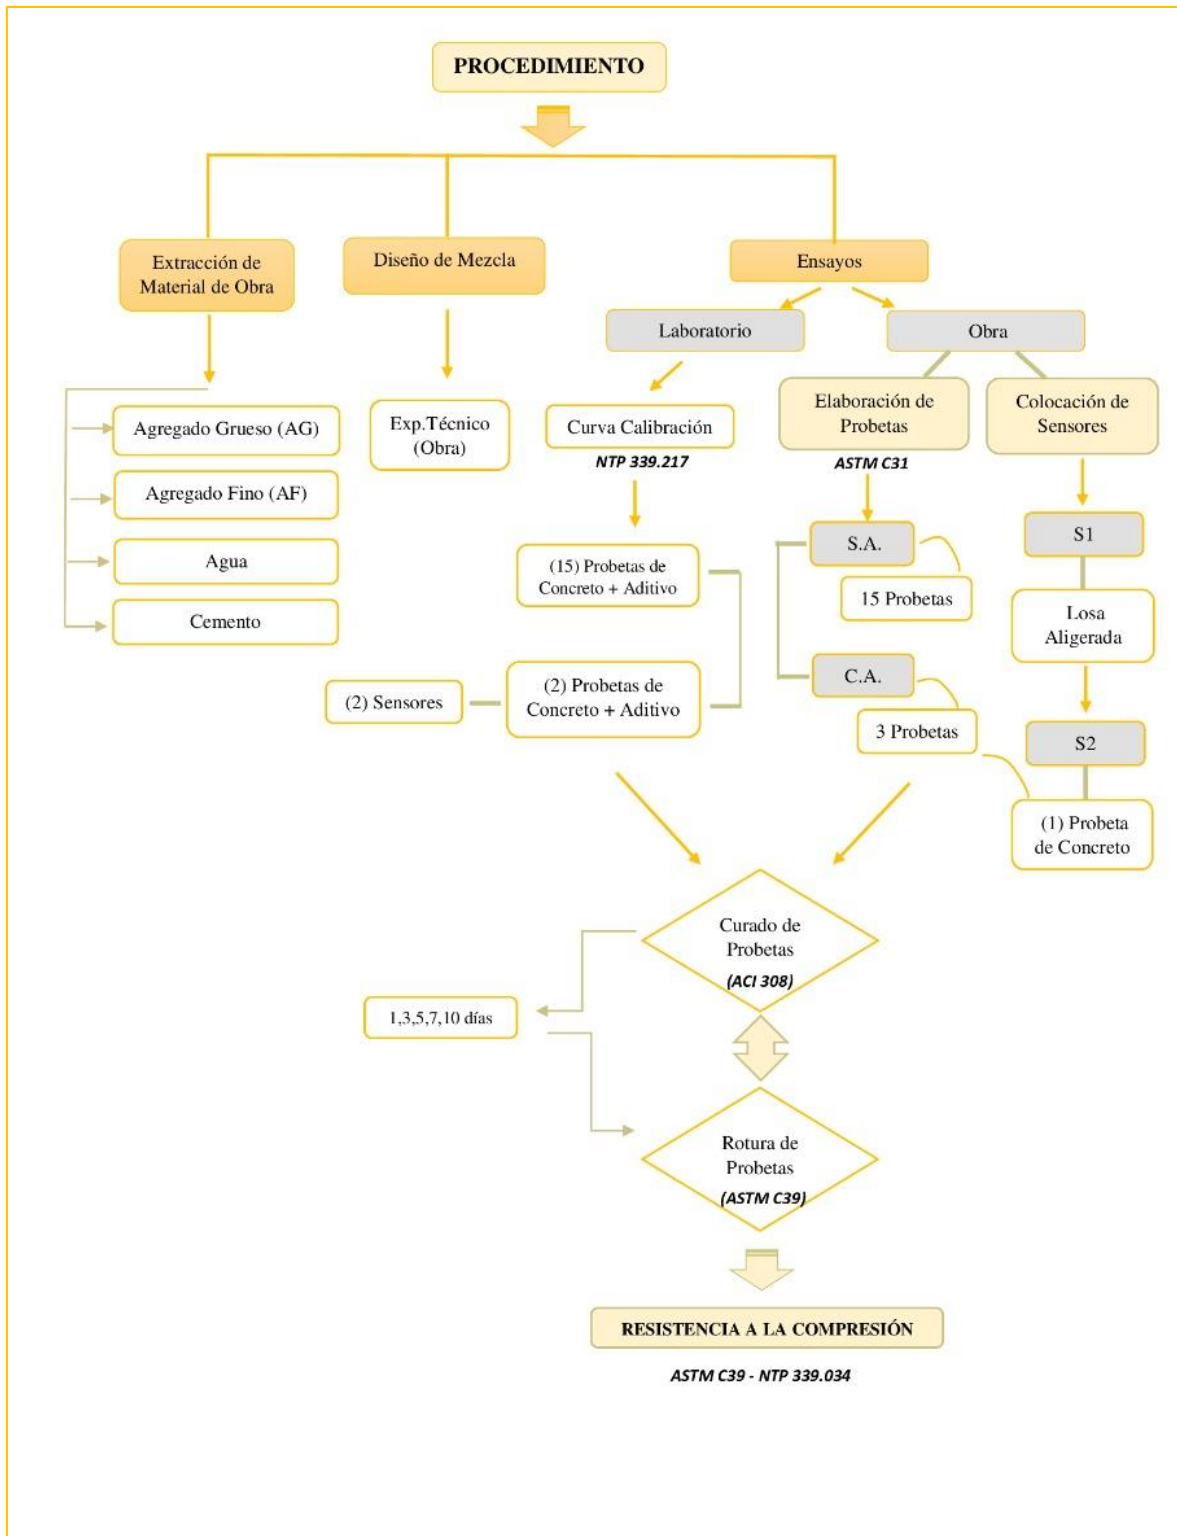 PROCEDIMIENTO
Extracción de
Material de Obra
Diseño de Mezcla
Ensayos
Laboratorio
Obra
Agregado Grueso (AG)
Agregado Fino (AF)
Agua
Cemento
Exp.Técnico
(Obra)
Curva Calibración
NTP 339.217
Elaboración de
Probetas
ASTM C31
Colocación de
Sensores
(15) Probetas de
Concreto + Aditivo
(2) Sensores
(2) Probetas de
Concreto + Aditivo
S.A.
15 Probetas
C.A.
3 Probetas
S1
Losa
Aligerada
S2
(1) Probeta
de Concreto
Curado de
Probetas
(ACI 308)
1,3,5,7,10 días
Rotura de
Probetas
(ASTM C39)
RESISTENCIA A LA COMPRESIÓN
ASTM C39 - NTP 339.034